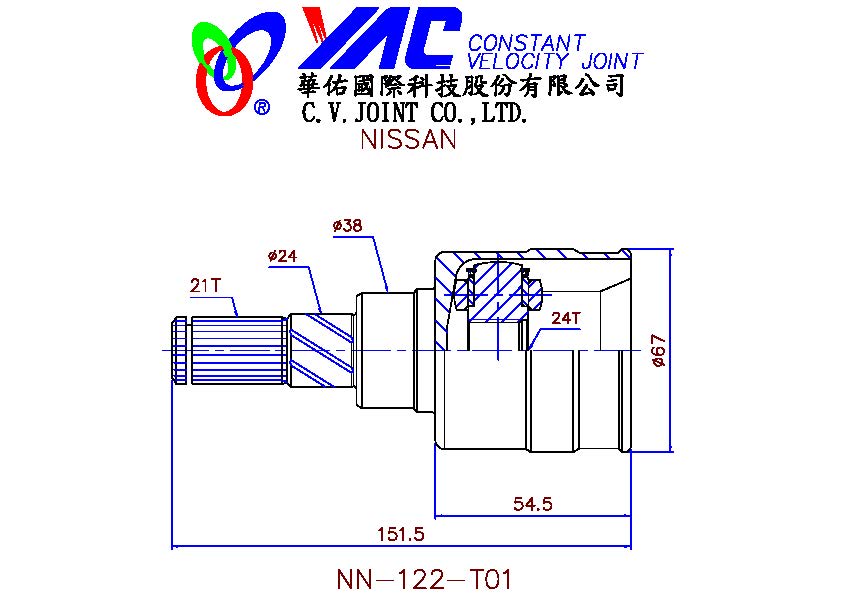 YAC CONSTANT
VELOCITY JOINT
華佑國際科技股份有限公司
®
C.V.JOINT CO.,LTD.
NISSAN
ø38
ø24
21T
24T
ø67
54.5
151.5
NN-122-T01